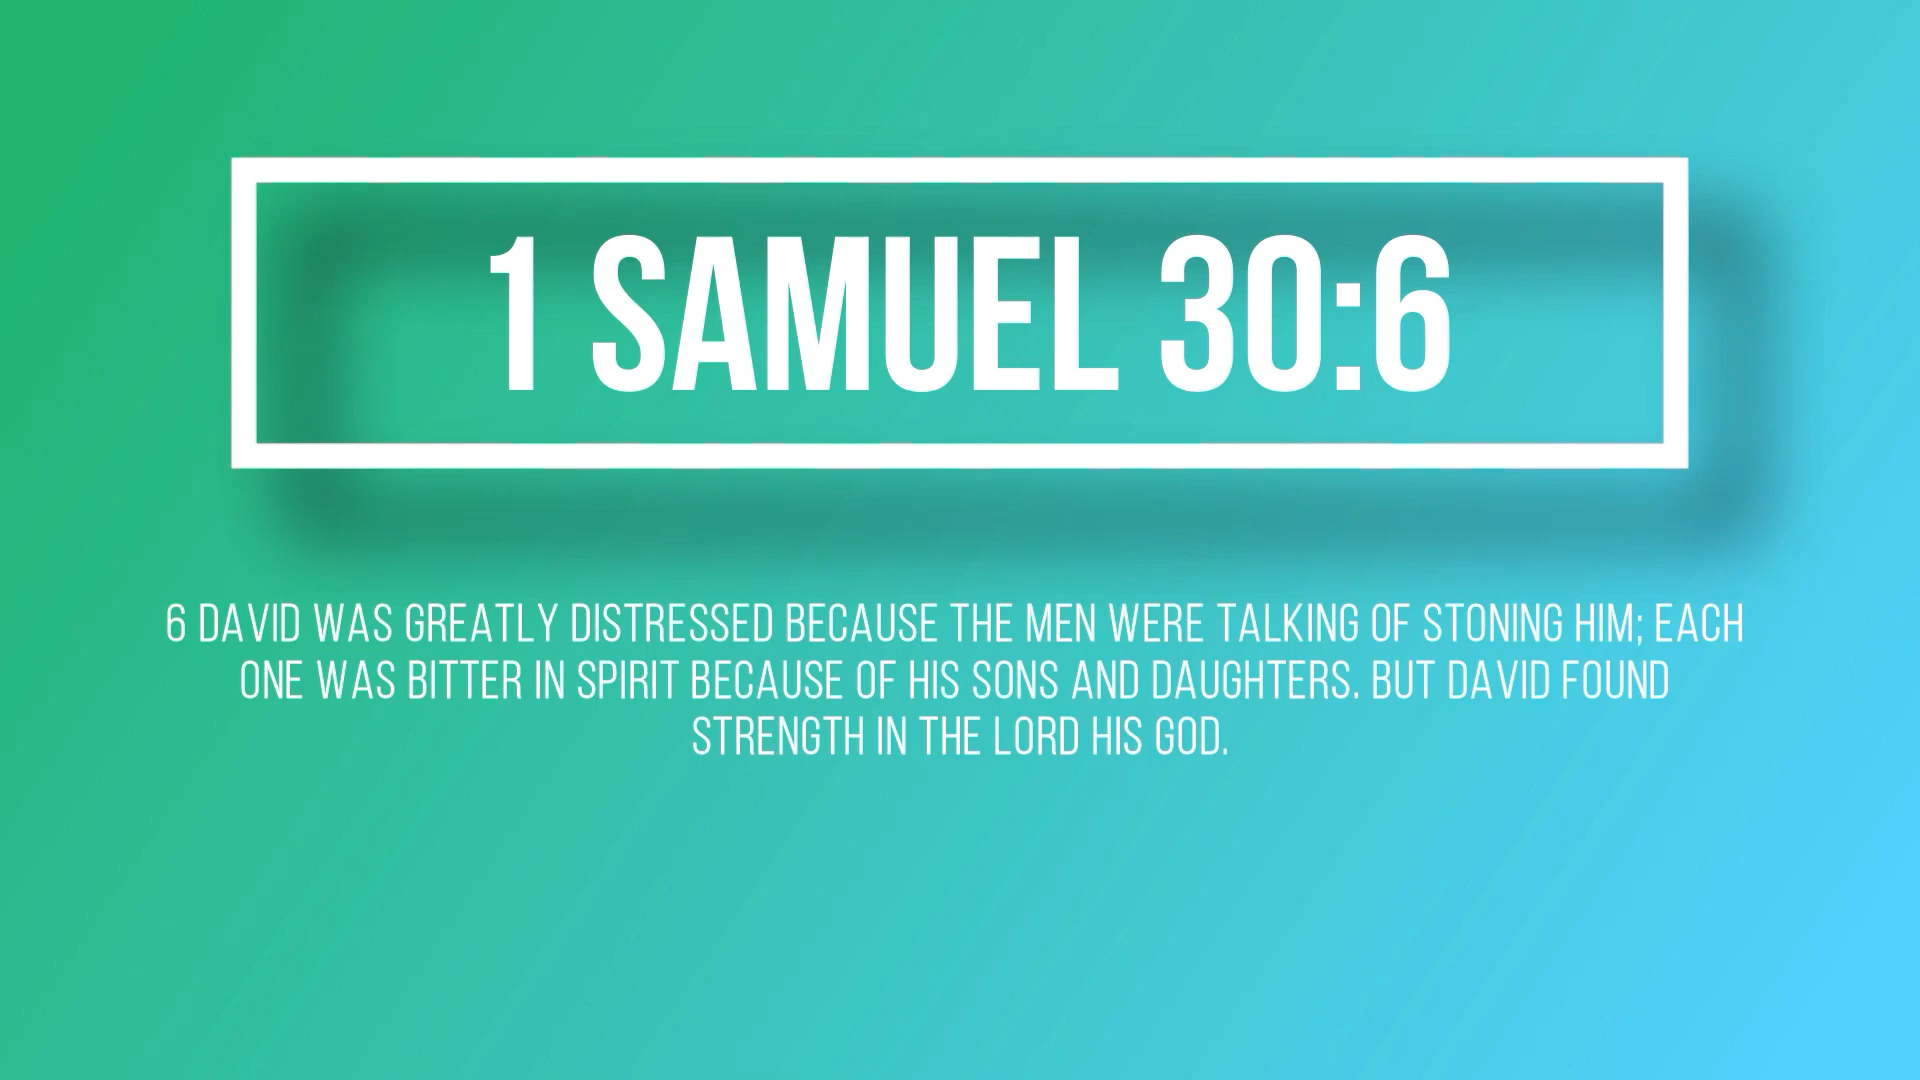 1 SAMUEL 30:6
6 DAVID WAS GREATLY DISTRESSED BECAUSE THE MEN WERE TALKING OF STONING HIM; EACH
ONE WAS BITTER IN SPIRIT BECAUSE OF HIS SONS AND DAUGHTERS. BUT DAVID FOUND
STRENGTH IN THE LORD HIS GOD.